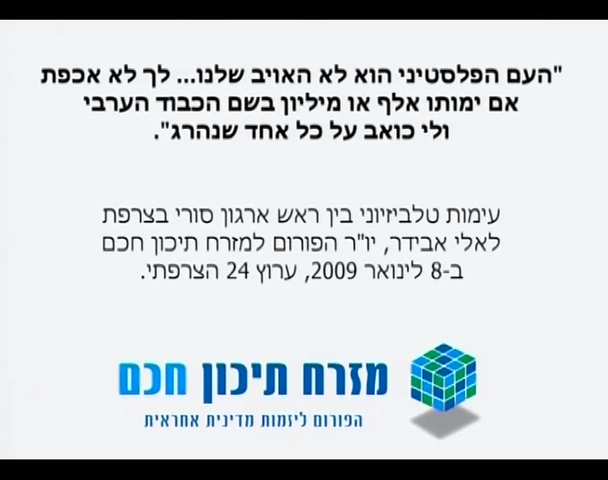 "העם הפלסטיני הוא לא האויב שלנו... לך לא אכפת
אם ימותו אלף או מיליון בשם הכבוד הערבי
ולי כואב על כל אחד שנהרג".
עימות טלביזיוני בין ראש ארגון סורי בצרפת
לאלי אבידר, יו"ר הפורום למזרח תיכון חכם
ב-8 לינואר 2009, ערוץ 24 הצרפתי.
מזרח תיכון חכם
הפורום ליזמות מדינית אחראית